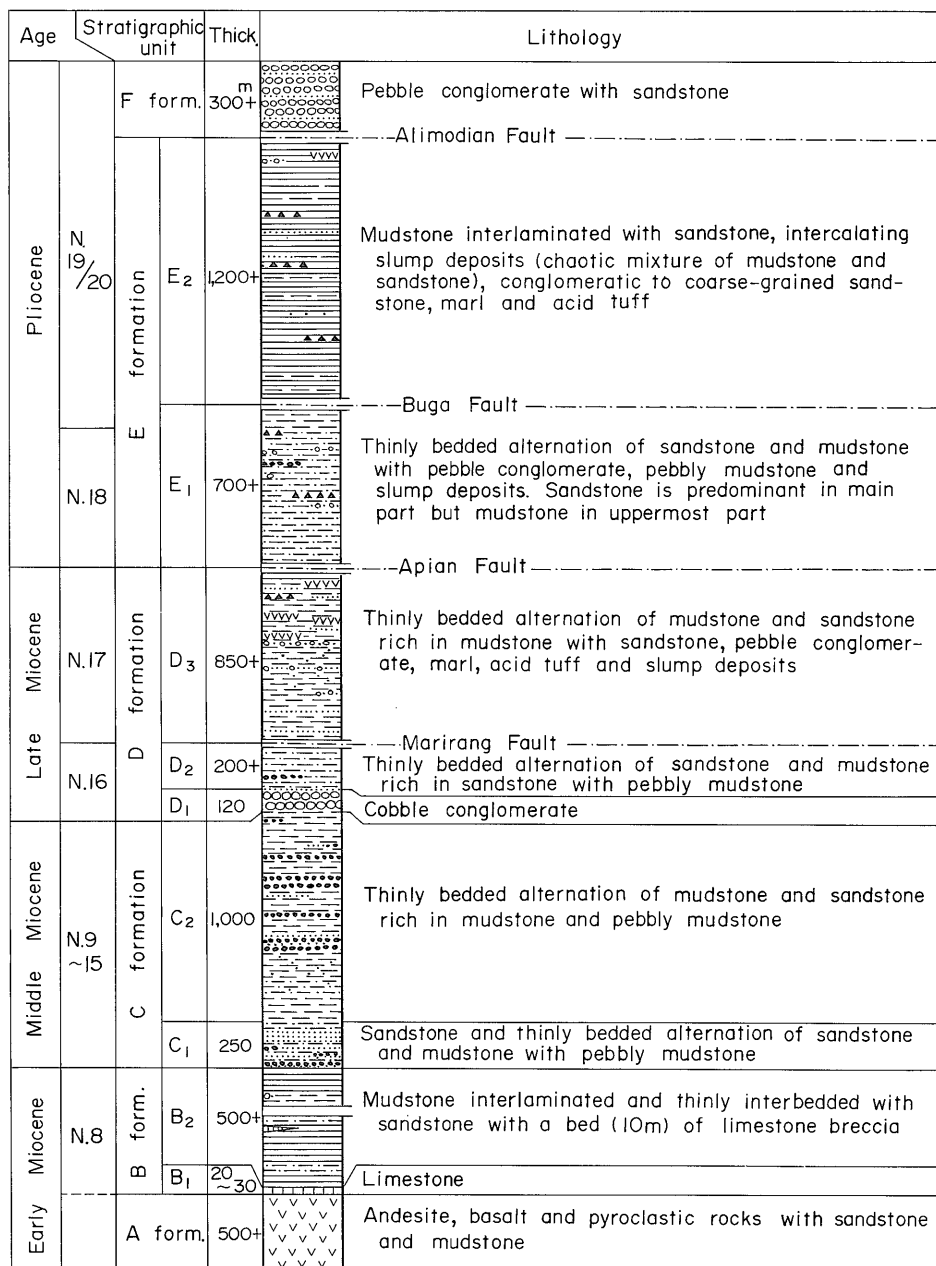 Age
Stratigraphic
unit
Thick.
Lithology
Pliocene
F form.
m
300+
Pebble conglomerate with sandstone
Alimodian Fault
N.
19
/20
E formation
E2
1,200+
Mudstone interlaminated with sandstone, intercalating
slump deposits (chaotic mixture of mudstone and
sandstone), conglomeratic to coarse-grained sand-
stone, marl and acid tuff
Buga Fault
N.18
E1
700+
Thinly bedded alternation of sandstone and mudstone
with pebble conglomerate, pebbly mudstone and
slump deposits. Sandstone is predominant in main
part but mudstone in uppermost part
Apian Fault
Late Miocene
N.17
D formation
D3
850+
Thinly bedded alternation of mudstone and sandstone
rich in mudstone with sandstone, pebble conglomer-
ate, marl, acid tuff and slump deposits
Marirang Fault
N.16
D2
200+
Thinly bedded alternation of sandstone and mudstone
rich in sandstone with pebbly mudstone
D1
120
Cobble conglomerate
Middle Miocene
N.9
~15
C formation
C2
1,000
Thinly bedded alternation of mudstone and sandstone
rich in mudstone and pebbly mudstone
C1
250
Sandstone and thinly bedded alternation of sandstone
and mudstone with pebbly mudstone
Early Miocene
N.8
B form.
B2
500+
Mudstone interlaminated and thinly interbedded with
sandstone with a bed (10m) of limestone breccia
B1
20
~30
Limestone
A form.
500+
Andesite, basalt and pyroclastic rocks with sandstone
and mudstone